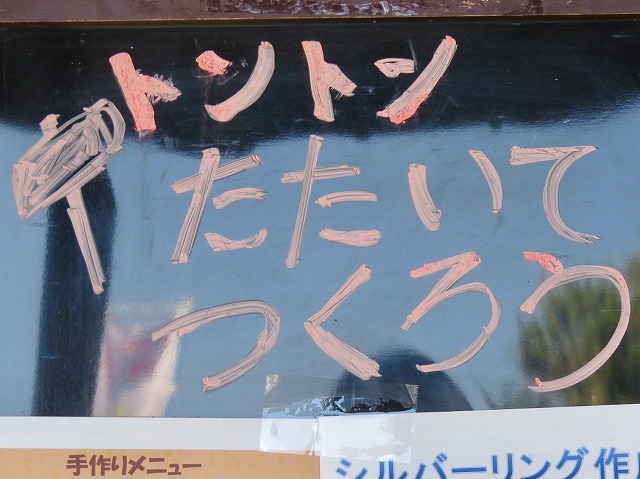 トントン
たたいて
つくろう
手作りメニュー
シルバーリング作